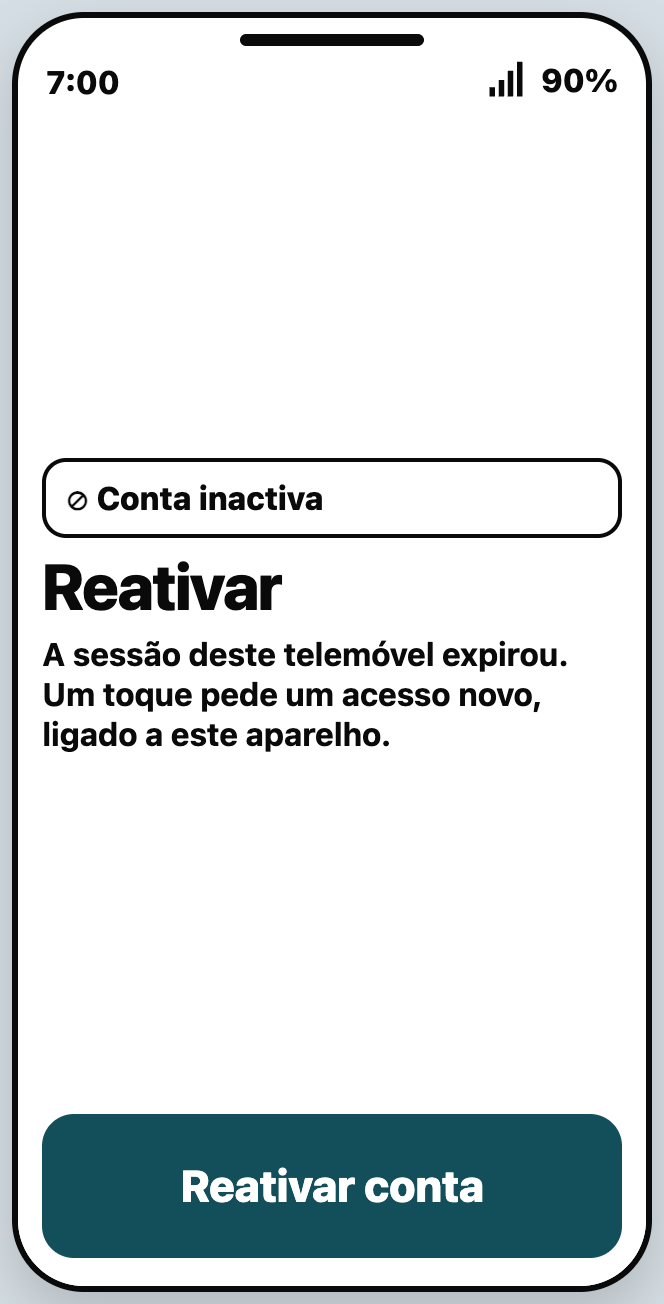 7:00 90%
⊘ Conta inactiva
Reativar
A sessão deste telemóvel expirou.
Um toque pede um acesso novo,
ligado a este aparelho.
Reativar conta